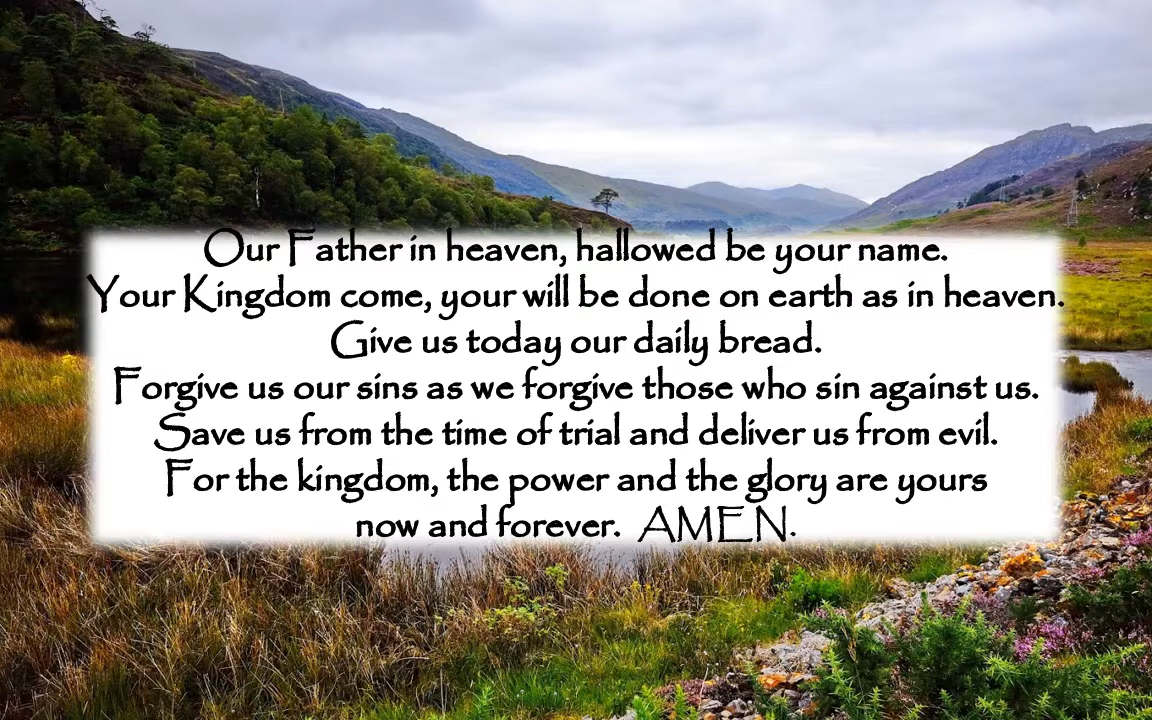 Our Father in heaven, hallowed be your name.
Your Kingdom come, your will be done on earth as in heaven.
Give us today our daily bread.
Forgive us our sins as we forgive those who sin against us.
Save us from the time of trial and deliver us from evil.
For the kingdom, the power and the glory are yours
now and forever. AMEN.